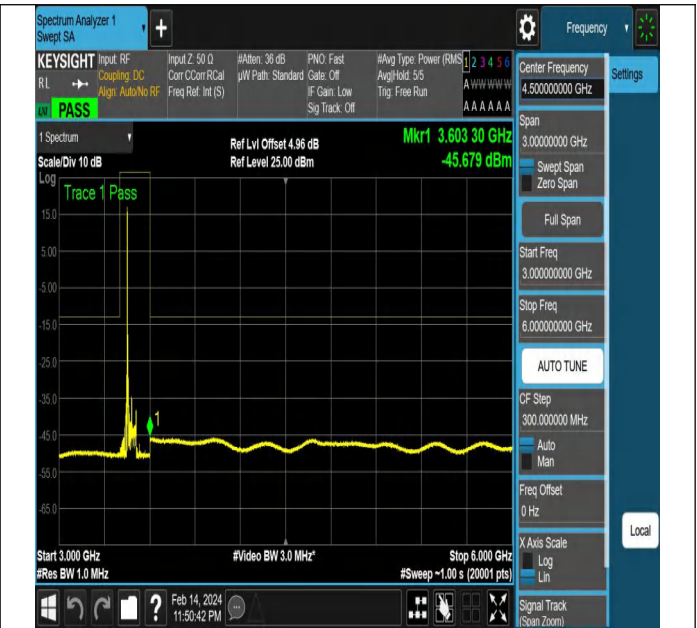 Spectrum Analyzer 1
Swept SA
+
Frequency
KEYSIGHT
RL
PASS
Input: RF
Coupling: DC
Align: Auto/No RF
Input Z: 50 Ω
Corr CCorr RCal
Freq Ref: Int (S)
#Atten: 36 dB
µW Path: Standard
PNO: Fast
Gate: Off
IF Gain: Low
Sig Track: Off
#Avg Type: Power (RMS
Avg|Hold: 5/5
Trig: Free Run
1 2 3 4 5 6
A W W W W W
A A A A A A
1 Spectrum
Scale/Div 10 dB
Ref Lvl Offset 4.96 dB
Ref Level 25.00 dBm
Mkr1 3.603 30 GHz
-45.679 dBm
Log
Trace 1 Pass
15.0
5.00
-5.00
-15.0
-25.0
-35.0
-45.0
-55.0
-65.0
1
Start 3.000 GHz
#Res BW 1.0 MHz
#Video BW 3.0 MHz*
Stop 6.000 GHz
#Sweep ~1.00 s (20001 pts)
?
Feb 14, 2024
11:50:42 PM
Center Frequency
4.500000000 GHz
Settings
Span
3.00000000 GHz
Swept Span
Zero Span
Full Span
Start Freq
3.000000000 GHz
Stop Freq
6.000000000 GHz
AUTO TUNE
CF Step
300.000000 MHz
Auto
Man
Freq Offset
0 Hz
X Axis Scale
Log
Lin
Signal Track
(Span Zoom)
Local